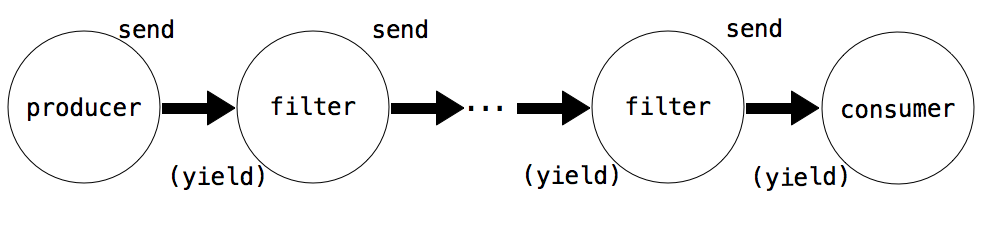 send send send
producer filter ... filter consumer
(yield) (yield) (yield)